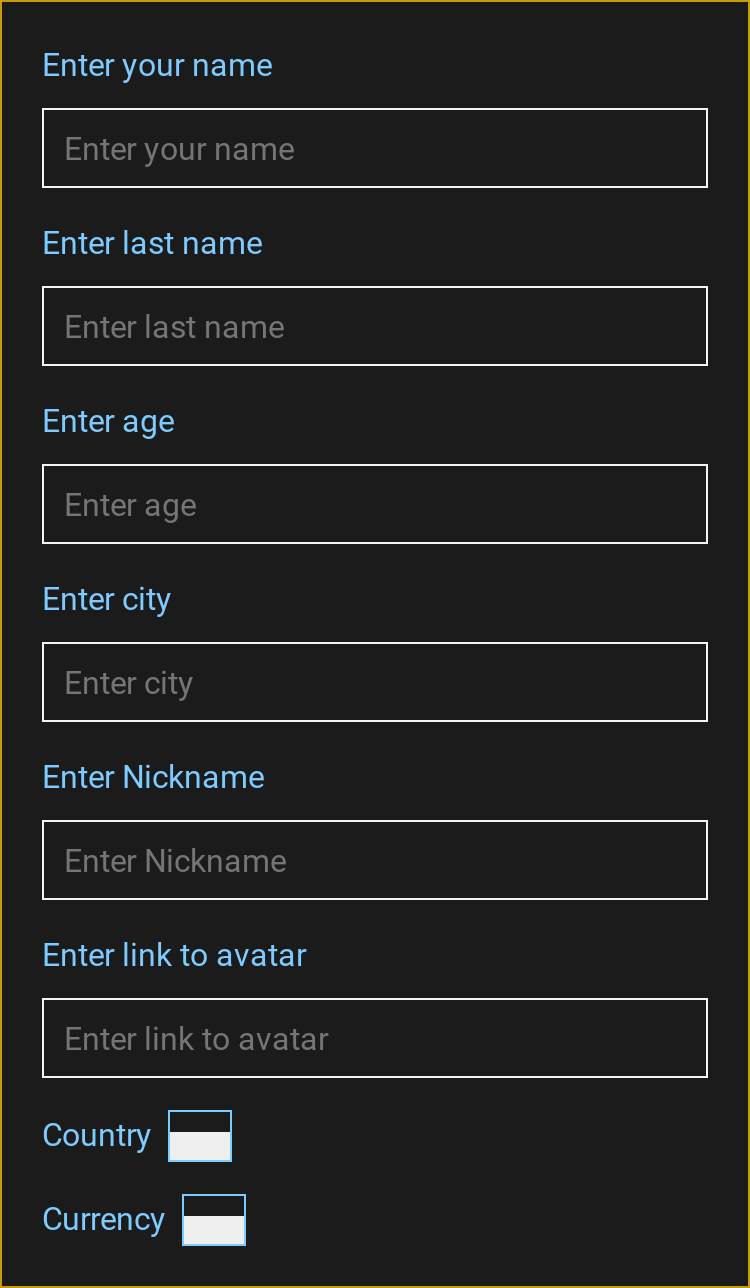 Enter your name
Enter your name
Enter last name
Enter last name
Enter age
Enter age
Enter city
Enter city
Enter Nickname
Enter Nickname
Enter link to avatar
Enter link to avatar
Country
Currency